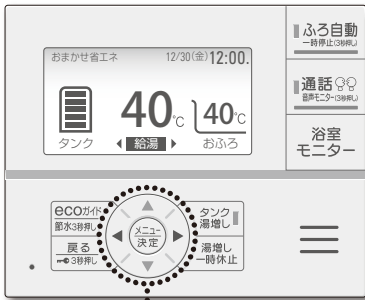 おまかせ省エネ 12/30(金)12:00.
40℃ 40℃
タンク ◀ 給湯 ▶ おふろ
ふろ自動
一時停止(3秒押し)
通話
音声モニター(3秒押し)
浴室
モニター
ecoガイド
節水3秒押し
戻る
3秒押し
メニュー
決定
タンク
湯増し
湯増し
一時休止